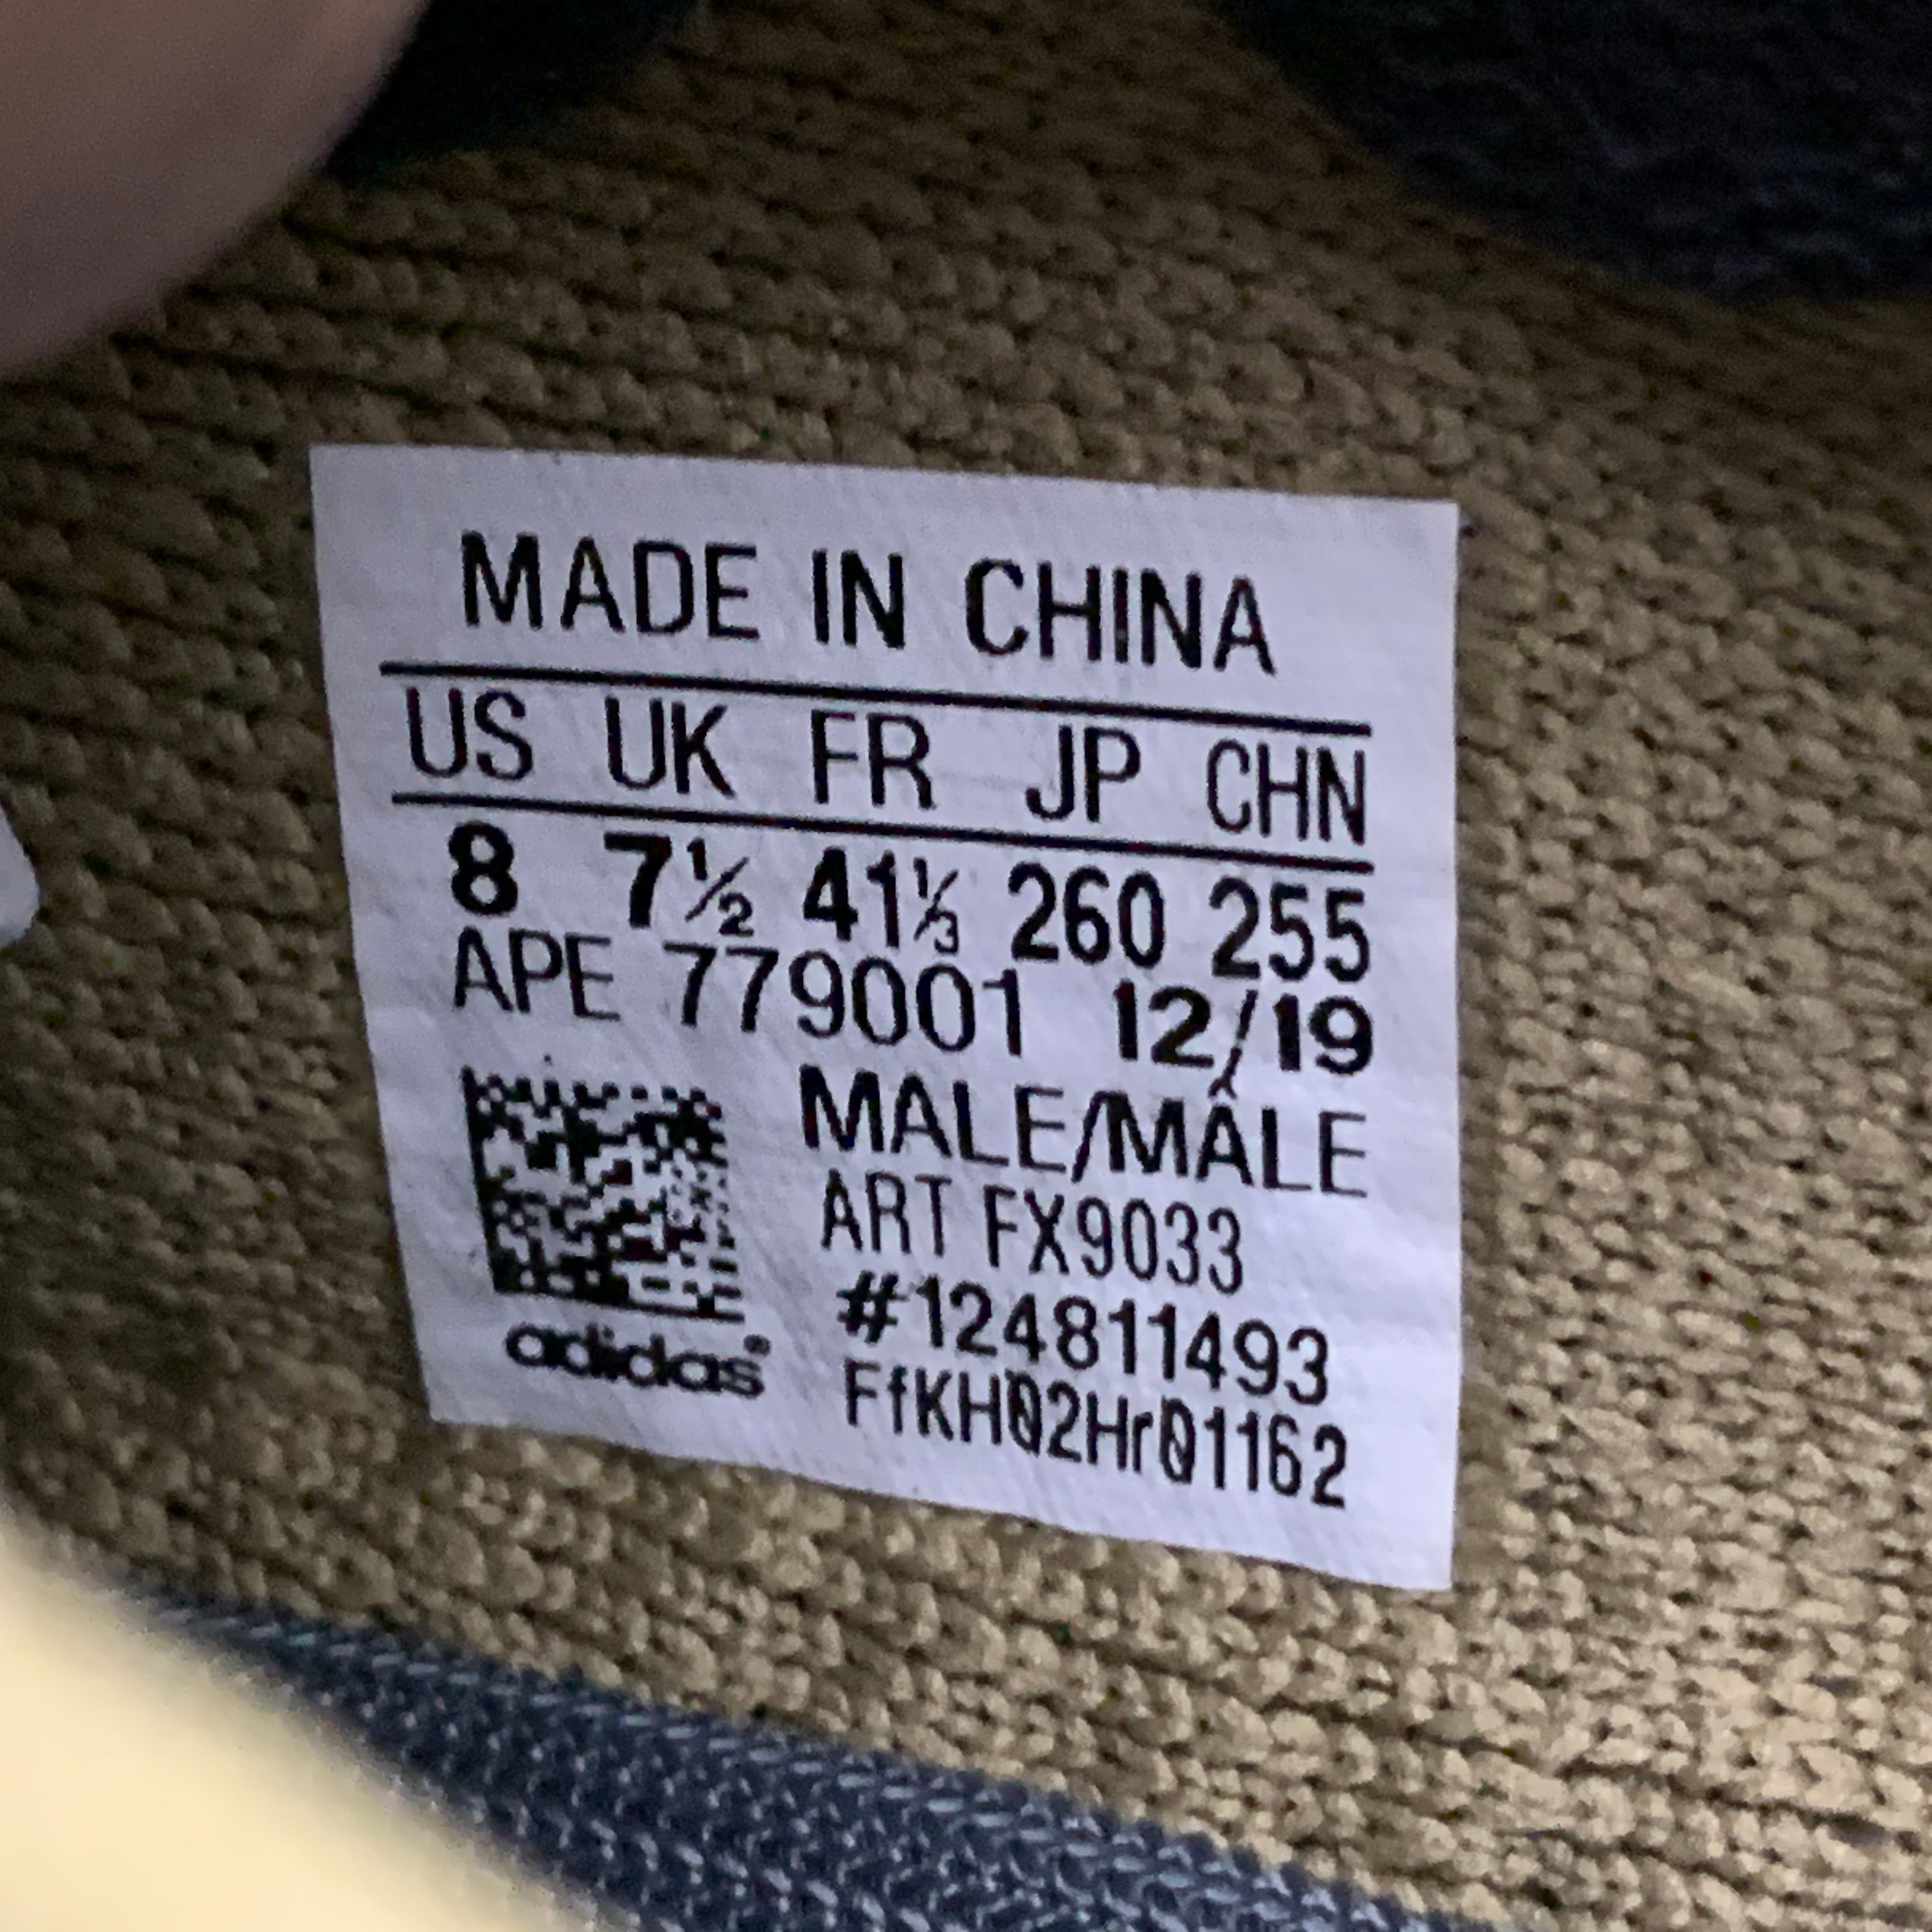 MADE IN CHINA
US UK FR JP CHN
8 7½ 41⅓ 260 255
APE 779001 12/19
MALE/MÂLE
ART FX9033
#124811493
adidas®
FfKH02Hr01162